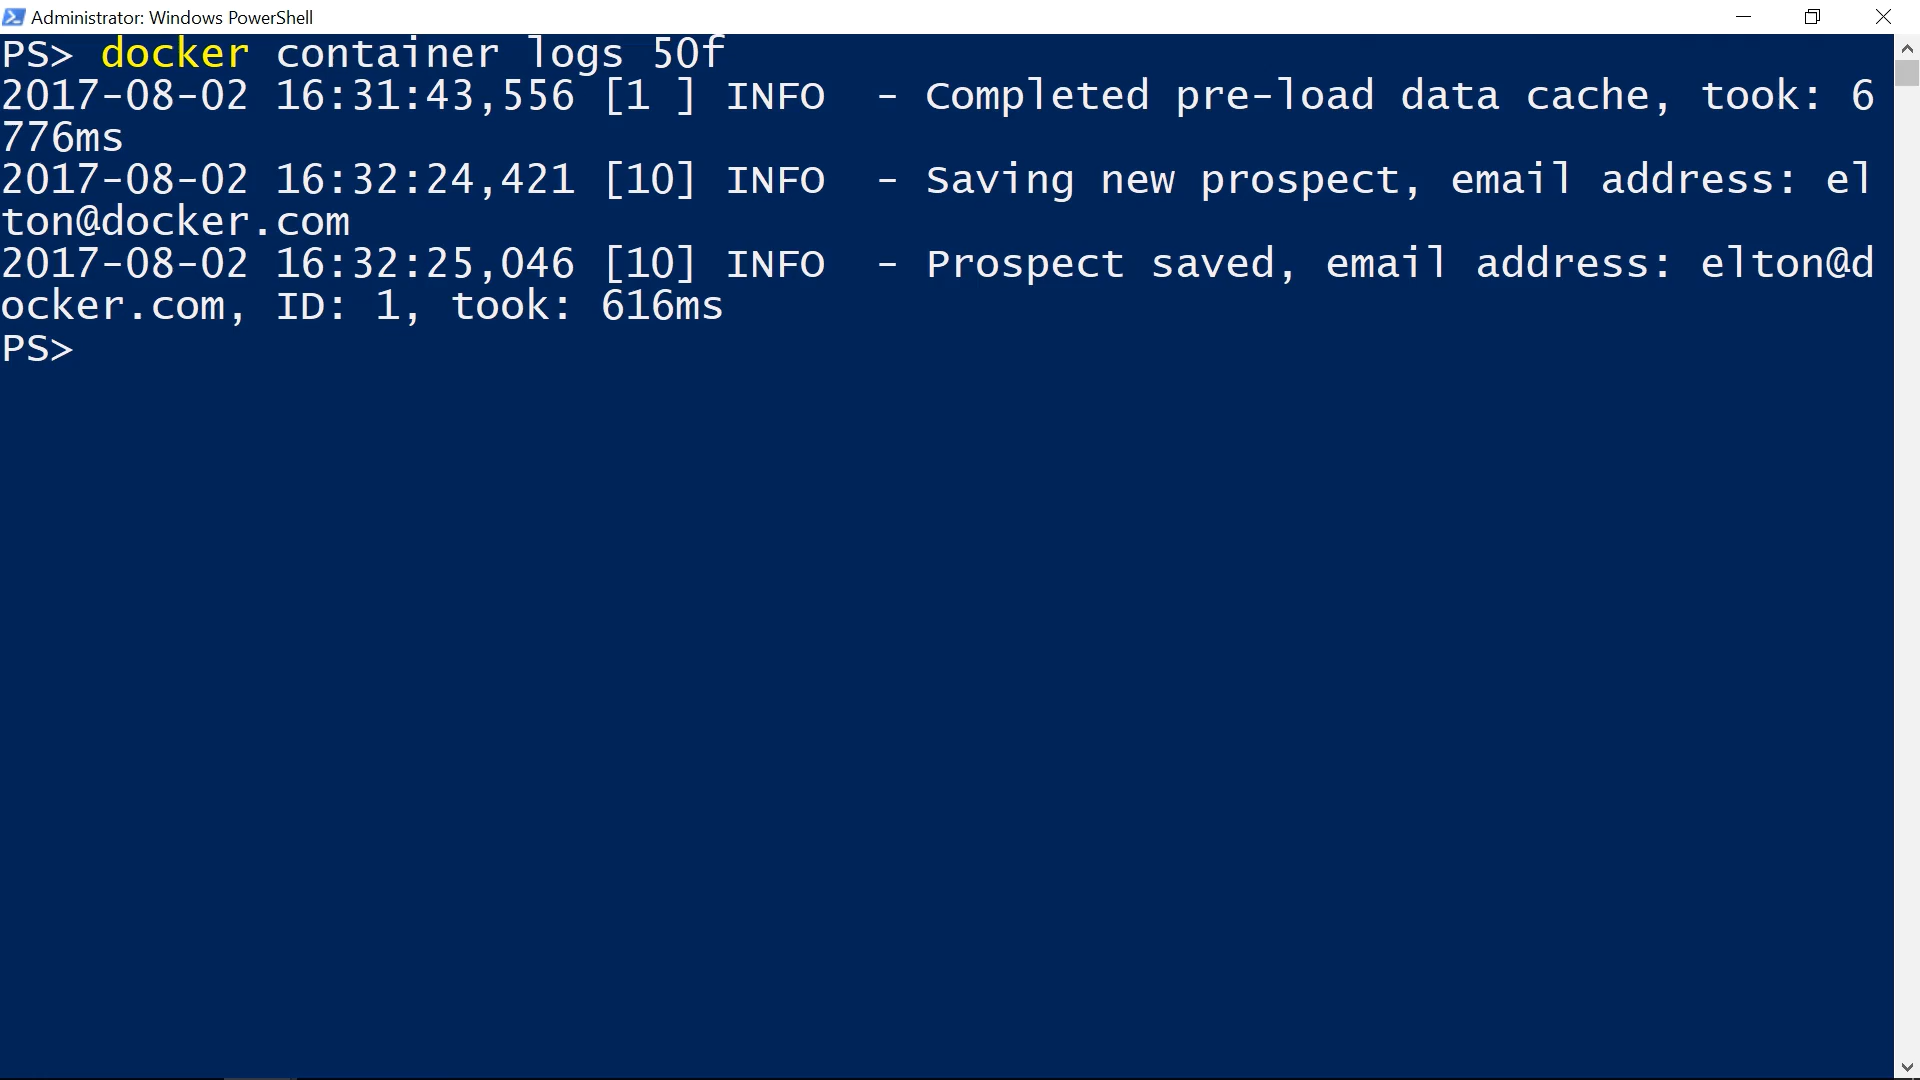 Administrator: Windows PowerShell
PS> docker container logs 50f
2017-08-02 16:31:43,556 [1 ] INFO  - Completed pre-load data cache, took: 6
776ms
2017-08-02 16:32:24,421 [10] INFO  - Saving new prospect, email address: el
ton@docker.com
2017-08-02 16:32:25,046 [10] INFO  - Prospect saved, email address: elton@d
ocker.com, ID: 1, took: 616ms
PS>